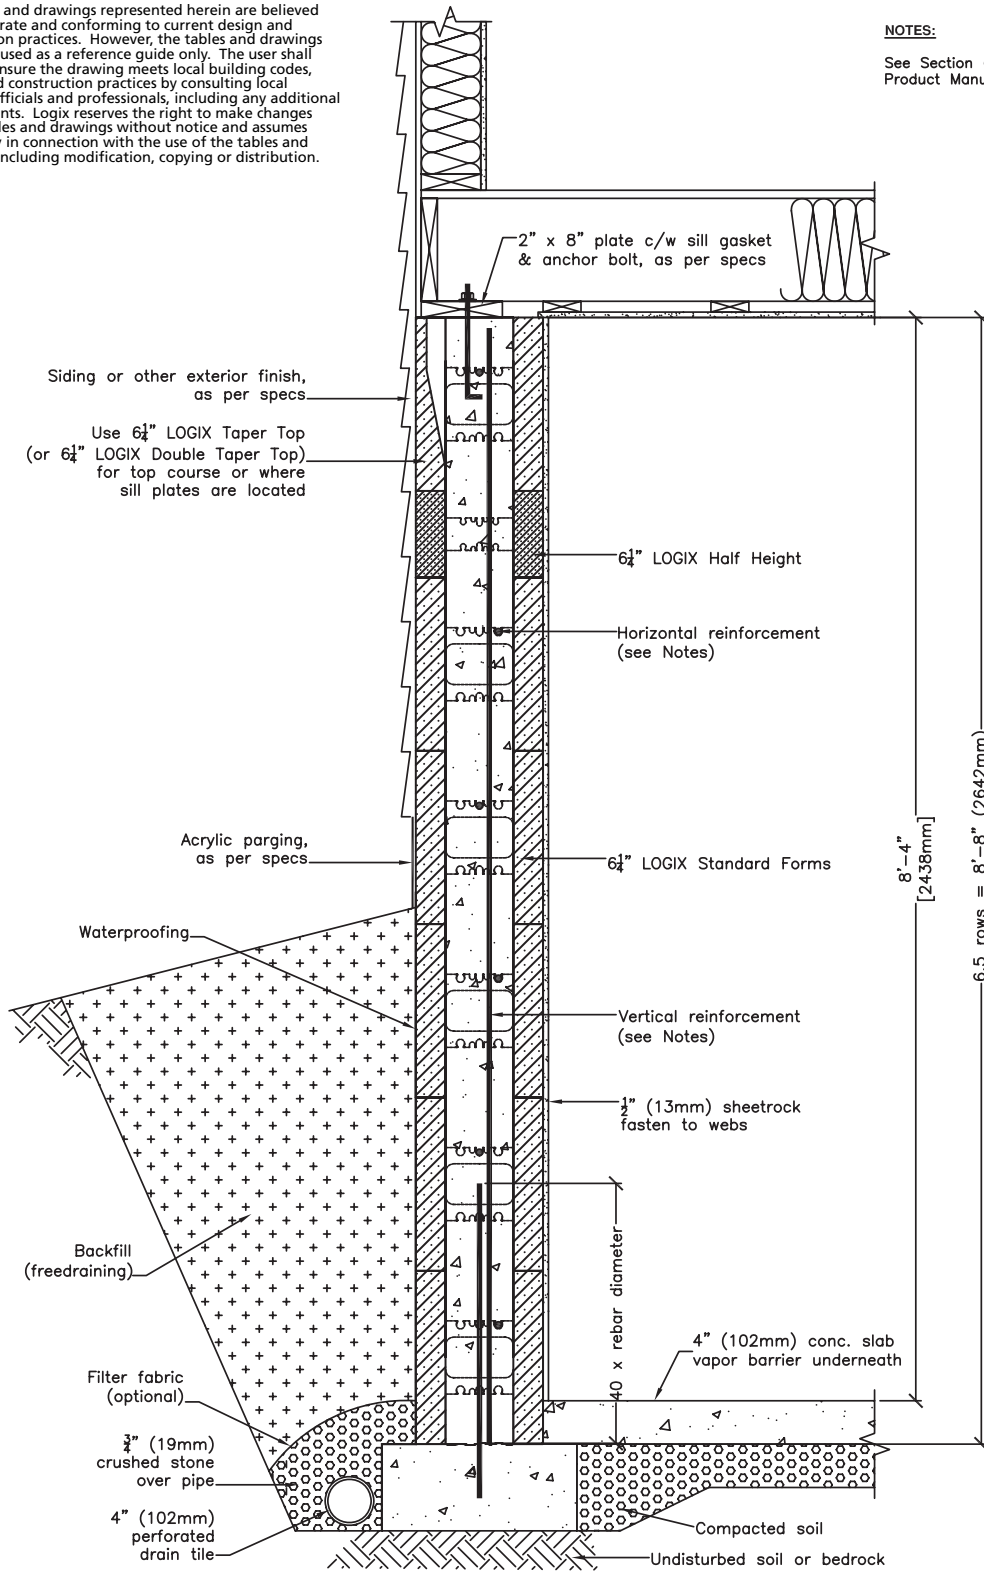 and drawings represented herein are believed
rate and conforming to current design and
on practices. However, the tables and drawings
used as a reference guide only. The user shall
nsure the drawing meets local building codes,
d construction practices by consulting local
fficials and professionals, including any additional
nts. Logix reserves the right to make changes
les and drawings without notice and assumes
y in connection with the use of the tables and
including modification, copying or distribution.
NOTES:
See Section
Product Manu
2” x 8” plate c/w sill gasket
& anchor bolt, as per specs
Siding or other exterior finish,
as per specs
Use 6 1/4” LOGIX Taper Top
(or 6 1/4” LOGIX Double Taper Top)
for top course or where
sill plates are located
6 1/4” LOGIX Half Height
Horizontal reinforcement
(see Notes)
Acrylic parging,
as per specs
6 1/4” LOGIX Standard Forms
8’–4”
[2438mm]
6.5 rows = 8’–8” (2642mm)
Waterproofing
Vertical reinforcement
(see Notes)
1/2” (13mm) sheetrock
fasten to webs
Backfill
(freedraining)
40 x rebar diameter
4” (102mm) conc. slab
vapor barrier underneath
Filter fabric
(optional)
3/4” (19mm)
crushed stone
over pipe
4” (102mm)
perforated
drain tile
Compacted soil
Undisturbed soil or bedrock